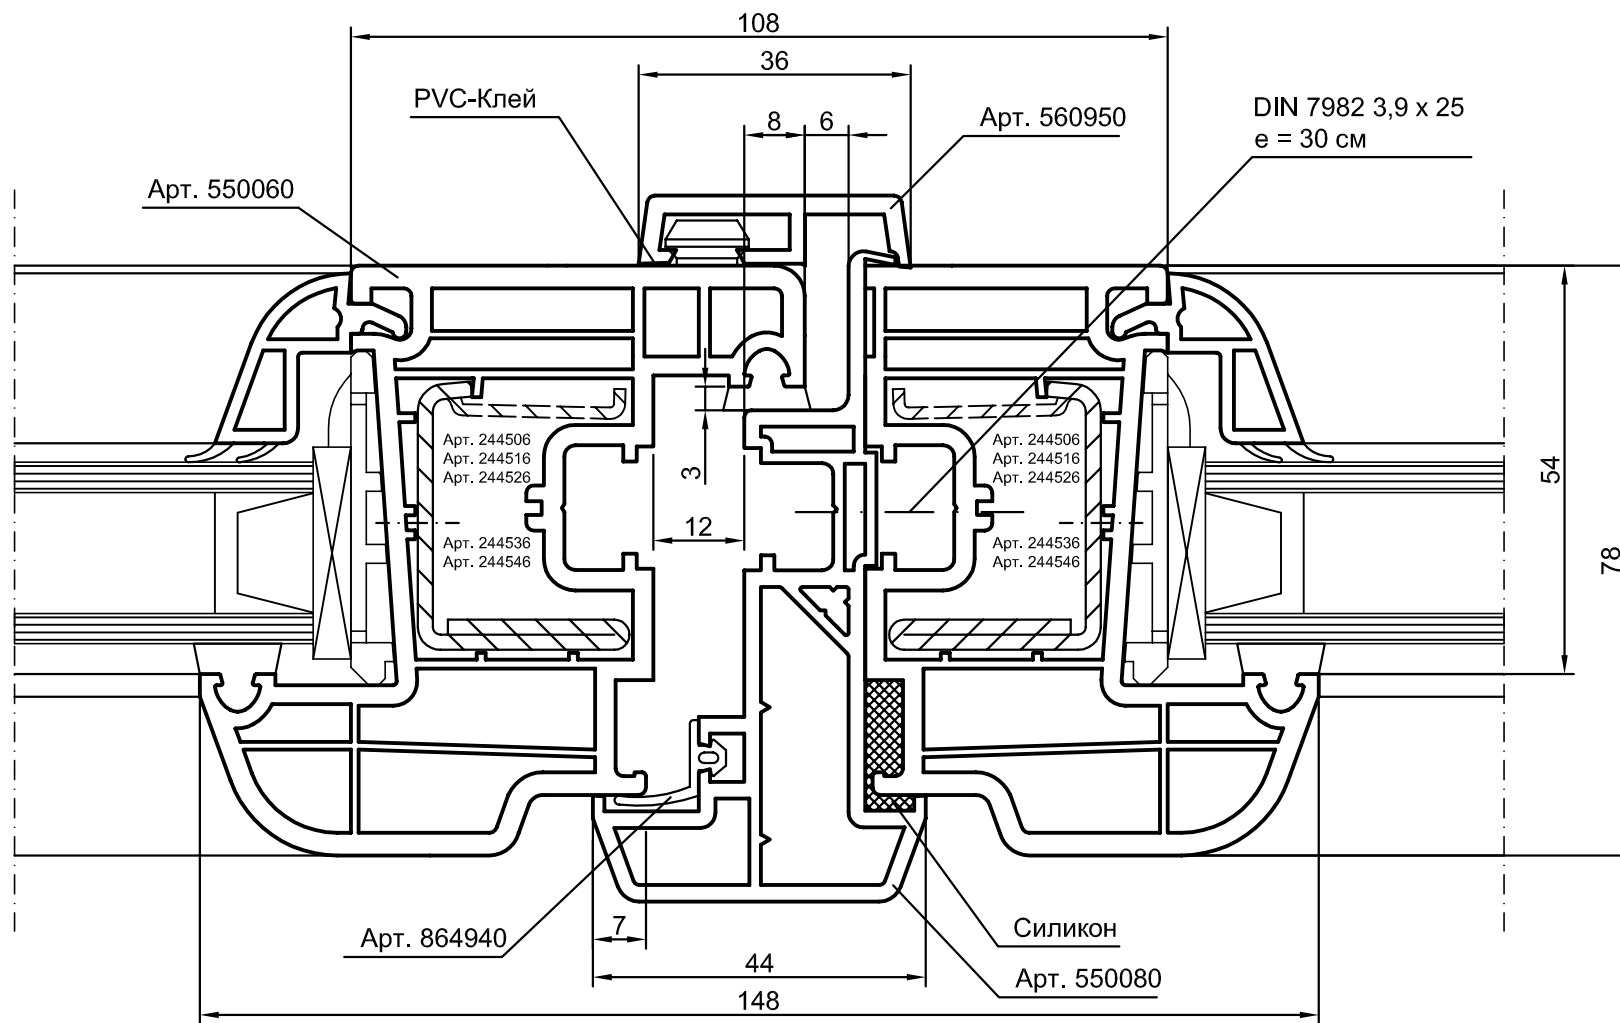 108
36
PVC-Клей
8
6
Арт. 560950
DIN 7982 3,9 x 25
e = 30 см
Арт. 550060
Арт. 244506
Арт. 244516
Арт. 244526
Арт. 244536
Арт. 244546
3
12
Арт. 244506
Арт. 244516
Арт. 244526
Арт. 244536
Арт. 244546
54
78
7
Арт. 864940
Силикон
44
Арт. 550080
148